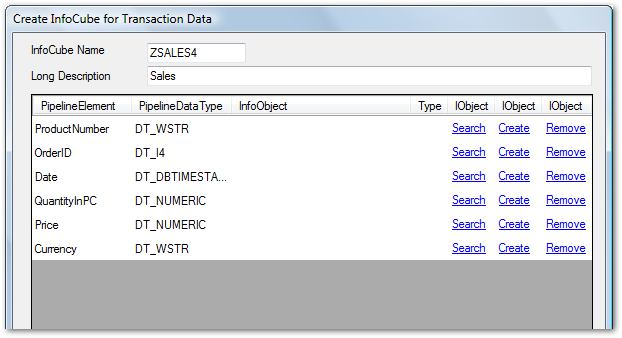 Create InfoCube for Transaction Data
InfoCube Name ZSALES4
Long Description Sales
PipelineElement PipelineDataType InfoObject Type IObject IObject IObject
ProductNumber DT_WSTR Search Create Remove
OrderID DT_I4 Search Create Remove
Date DT_DBTIMESTA... Search Create Remove
QuantityInPC DT_NUMERIC Search Create Remove
Price DT_NUMERIC Search Create Remove
Currency DT_WSTR Search Create Remove